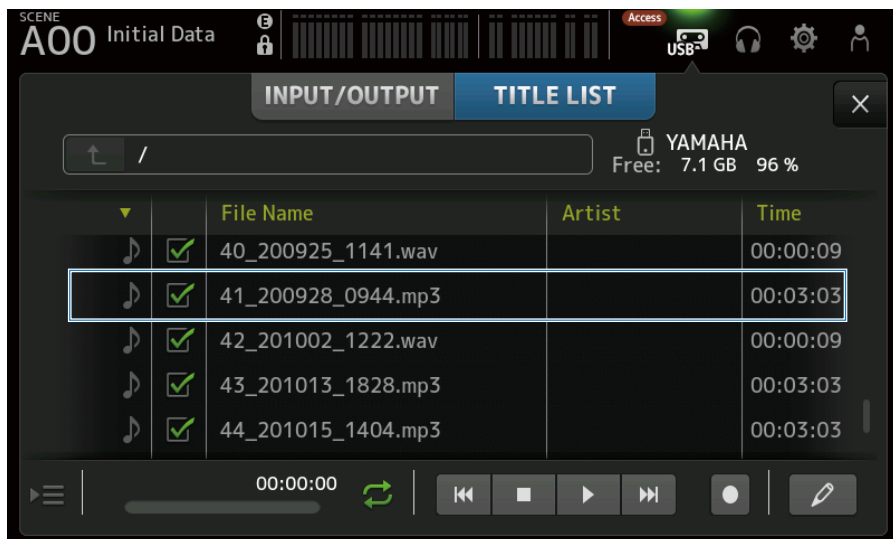 SCENE
A00 Initial Data
E
Access
USB
INPUT/OUTPUT
TITLE LIST
/
YAMAHA
Free: 7.1 GB 96 %
File Name Artist Time
40_200925_1141.wav 00:00:09
41_200928_0944.mp3 00:03:03
42_201002_1222.wav 00:00:09
43_201013_1828.mp3 00:03:03
44_201015_1404.mp3 00:03:03
00:00:00